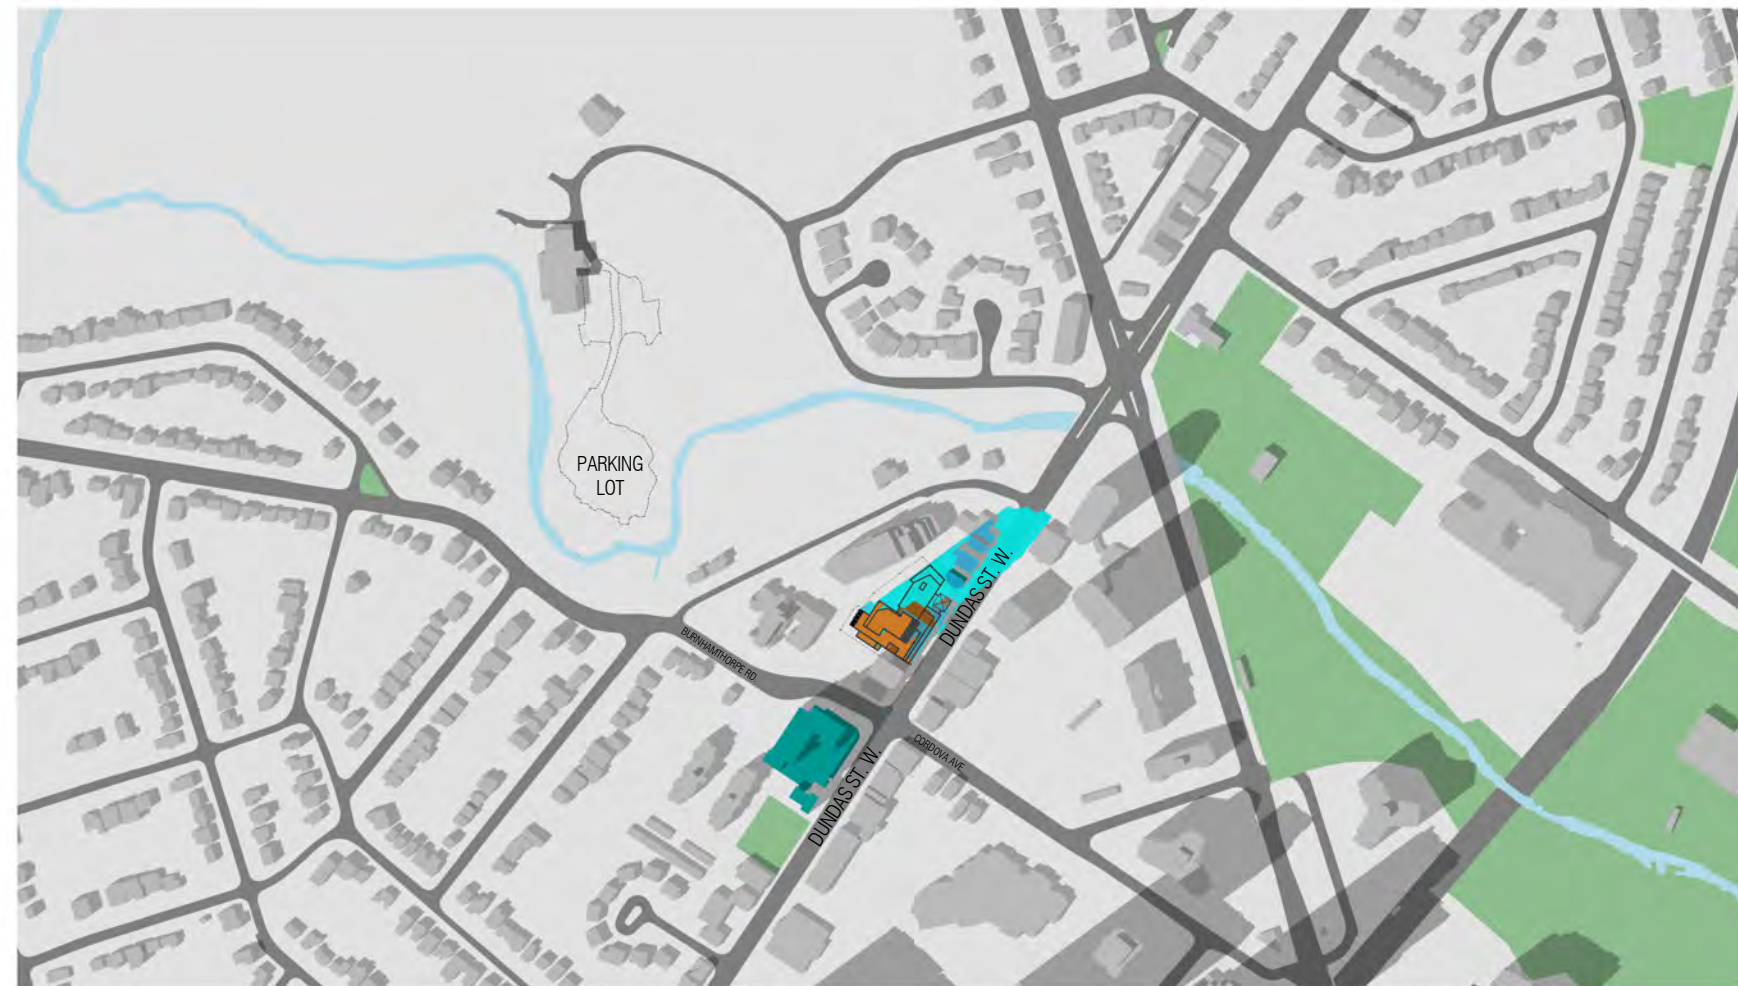 PARKING
LOT
DUNDAS ST. W.
BURNHAMTHORPE RD.
CORDOVA AVE.
DUNDAS ST. W.